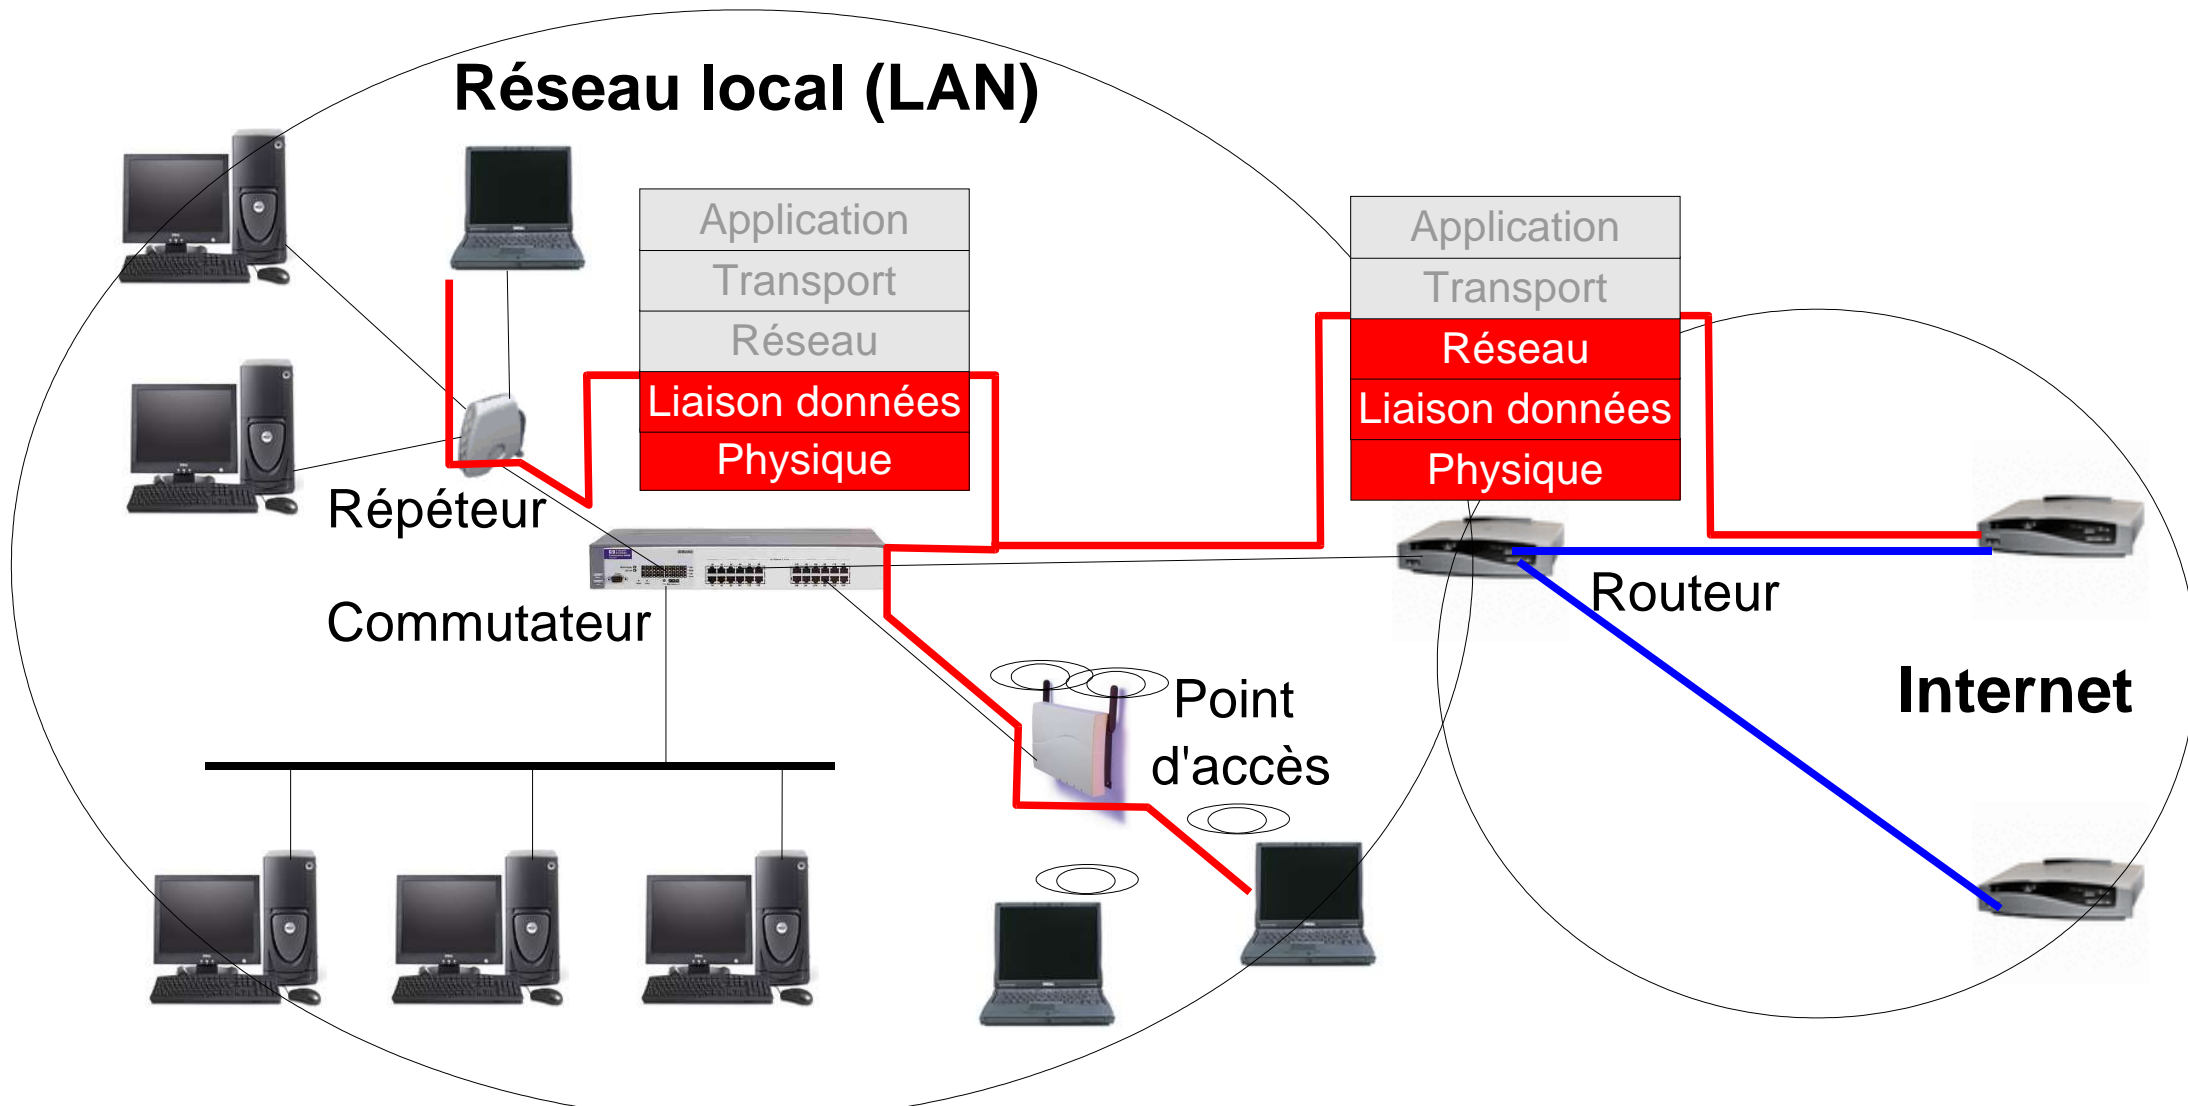 Réseau local (LAN)
Application
Transport
Réseau
Liaison données
Physique
Application
Transport
Réseau
Liaison données
Physique
Répéteur
Commutateur
Routeur
Internet
Point
d'accès